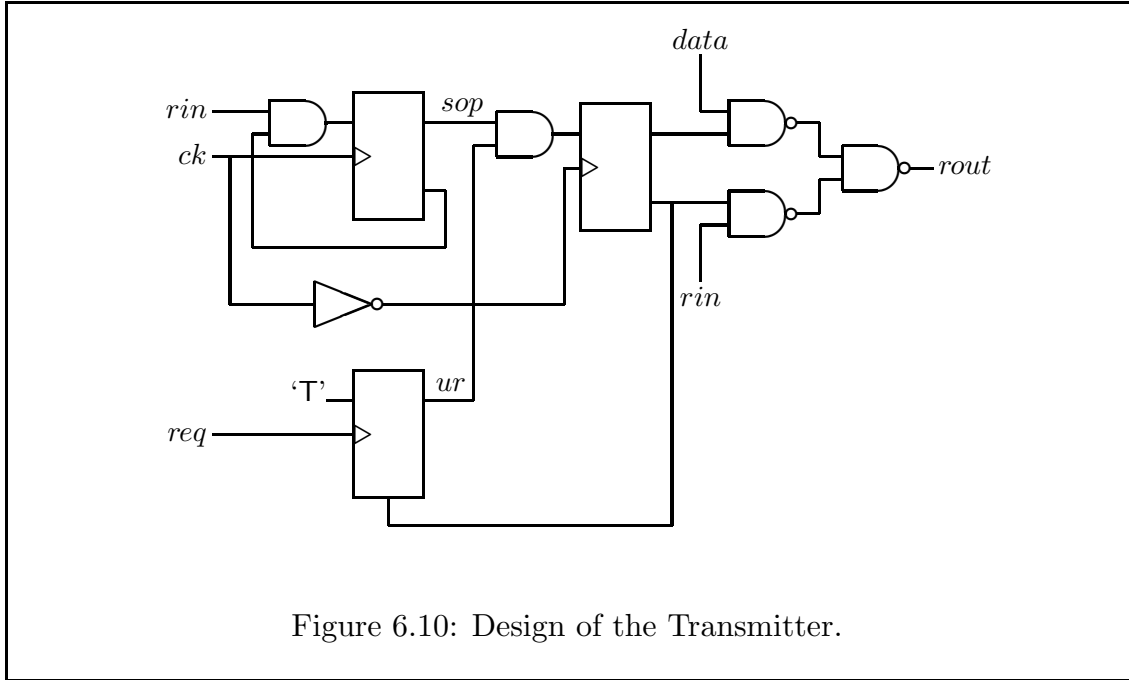 data
rin
sop
ck
rout
rin
‘T’
ur
req
Figure 6.10: Design of the Transmitter.